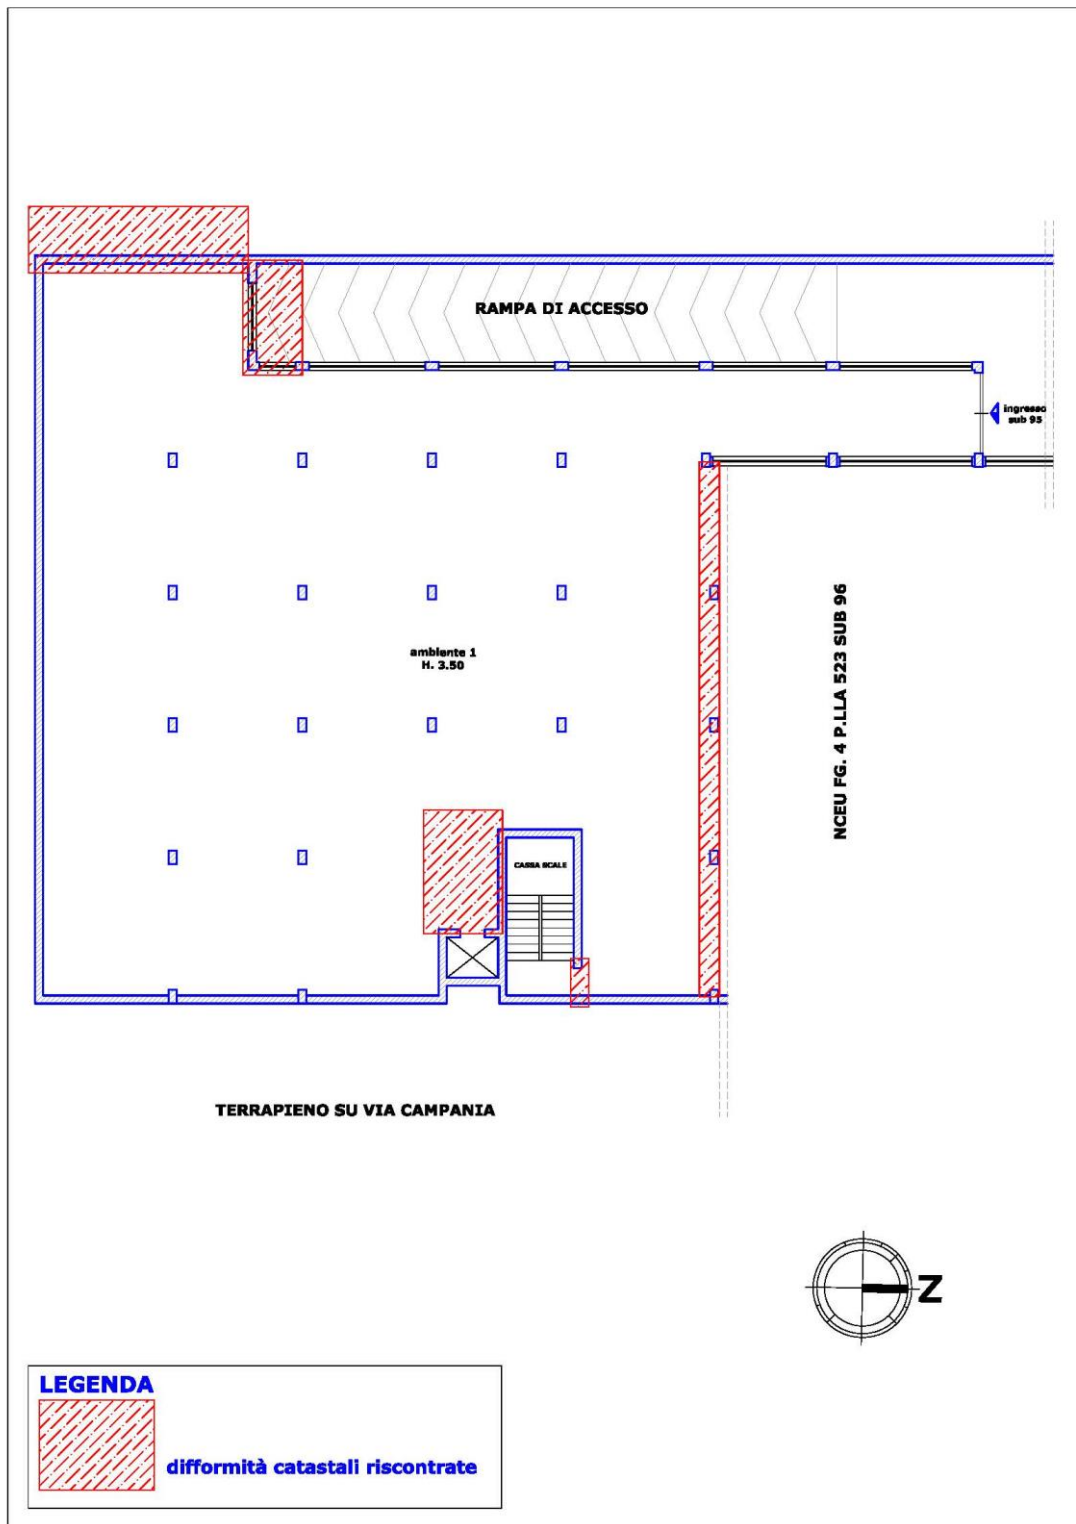 RAMPA DI ACCESSO
ingresso
sub 95
NCEU FG. 4 P.LLA 523 SUB 96
ambiente 1
H. 3.50
CASSA SCALE
TERRAPIENO SU VIA CAMPANIA
N
LEGENDA
difformità catastali riscontrate